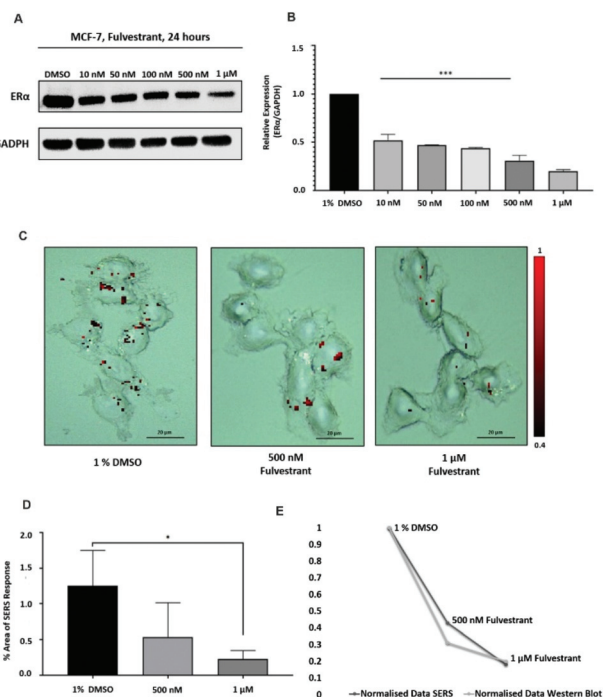 A
MCF-7, Fulvestrant, 24 hours
DMSO 10 nM 50 nM 100 nM 500 nM 1 µM
ERα
GADPH
B
Relative Expression
(ERα/GAPDH)
1.5
1.0
0.5
0.0
***
1% DMSO 10 nM 50 nM 100 nM 500 nM 1 µM
C
20 µm 20 µm 20 µm
1
0.4
1 % DMSO
500 nM
Fulvestrant
1 µM
Fulvestrant
D
% Area of SERS Response
2.0
1.5
1.0
0.5
0.0
*
1% DMSO 500 nM 1 µM
E
1
0.9
0.8
0.7
0.6
0.5
0.4
0.3
0.2
0.1
0
1 % DMSO
500 nM Fulvestrant
1 µM Fulvestrant
Normalised Data SERS Normalised Data Western Blot